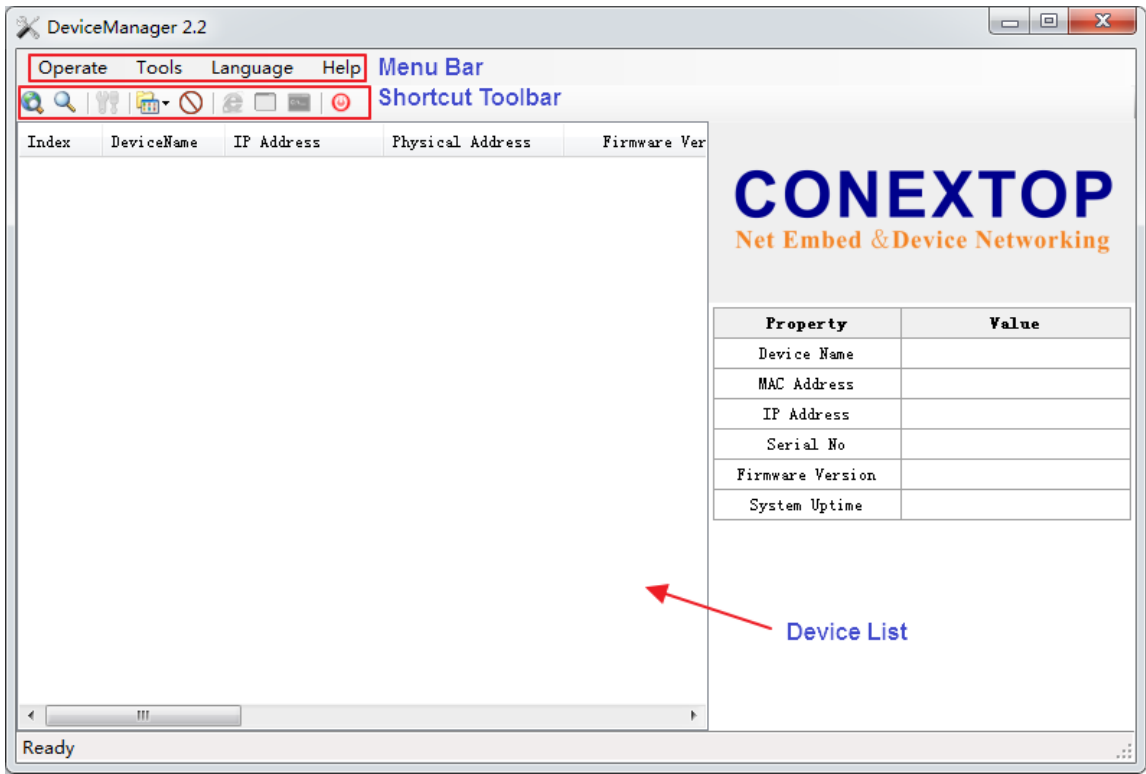 DeviceManager 2.2
Operate Tools Language Help Menu Bar
Shortcut Toolbar
Index DeviceName IP Address Physical Address Firmware Ver
CONEXTOP
Net Embed &Device Networking
Property Value
Device Name
MAC Address
IP Address
Serial No
Firmware Version
System Uptime
Device List
Ready